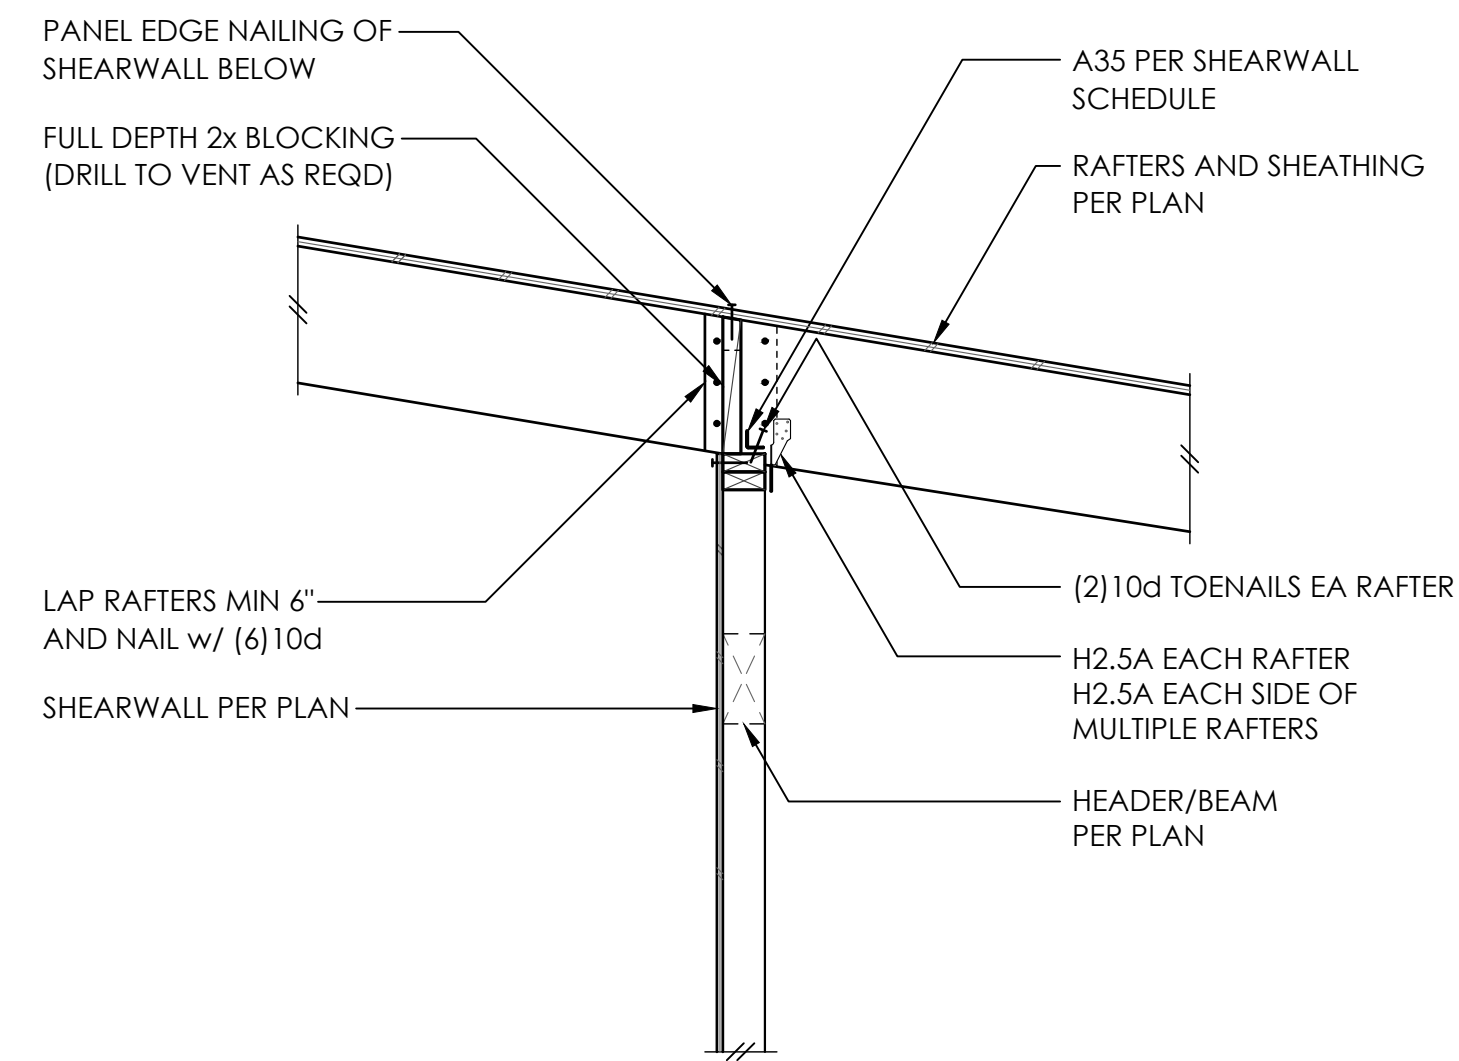 PANEL EDGE NAILING OF
SHEARWALL BELOW
FULL DEPTH 2x BLOCKING
(DRILL TO VENT AS REQD)
LAP RAFTERS MIN 6"
AND NAIL w/ (6)10d
SHEARWALL PER PLAN
A35 PER SHEARWALL
SCHEDULE
RAFTERS AND SHEATHING
PER PLAN
(2)10d TOENAILS EA RAFTER
H2.5A EACH RAFTER
H2.5A EACH SIDE OF
MULTIPLE RAFTERS
HEADER/BEAM
PER PLAN